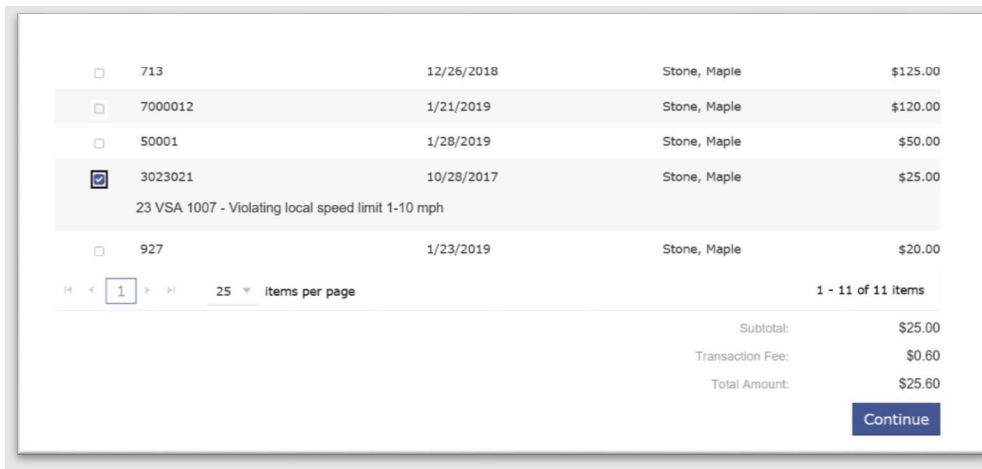 713 12/26/2018 Stone, Maple $125.00
7000012 1/21/2019 Stone, Maple $120.00
50001 1/28/2019 Stone, Maple $50.00
3023021 10/28/2017 Stone, Maple $25.00
23 VSA 1007 - Violating local speed limit 1-10 mph
927 1/23/2019 Stone, Maple $20.00
1 25 items per page 1 - 11 of 11 items
Subtotal: $25.00
Transaction Fee: $0.60
Total Amount: $25.60
Continue